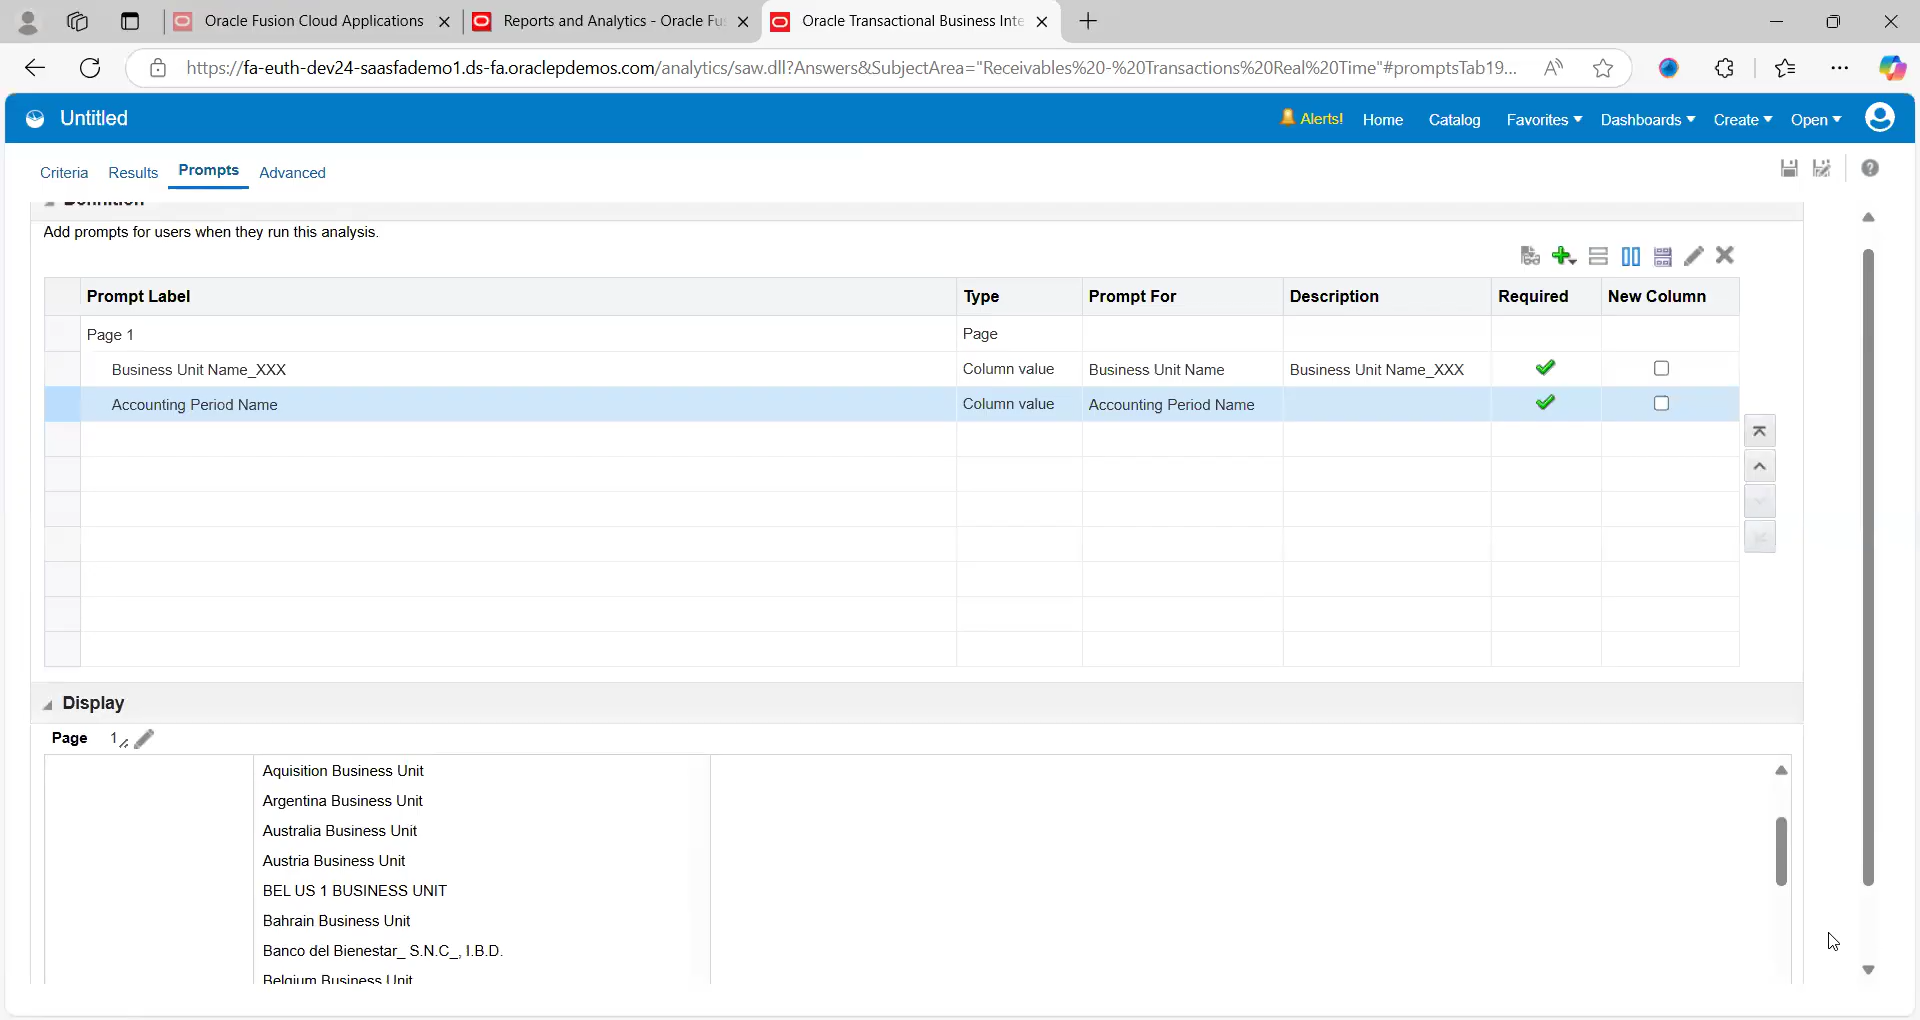 Oracle Fusion Cloud Applications
Reports and Analytics - Oracle Fu
Oracle Transactional Business Inte
https://fa-euth-dev24-saasfademo1.ds-fa.oraclepdemos.com/analytics/saw.dll?Answers&SubjectArea="Receivables%20-%20Transactions%20Real%20Time"#promptsTab19...
Untitled
Alerts! Home Catalog Favorites Dashboards Create Open
Criteria Results Prompts Advanced
Definition
Add prompts for users when they run this analysis.
Prompt Label Type Prompt For Description Required New Column
Page 1 Page
Business Unit Name_XXX Column value Business Unit Name Business Unit Name_XXX
Accounting Period Name Column value Accounting Period Name
Display
Page 1
Aquisition Business Unit
Argentina Business Unit
Australia Business Unit
Austria Business Unit
BEL US 1 BUSINESS UNIT
Bahrain Business Unit
Banco del Bienestar_ S.N.C_, I.B.D.
Belgium Business Unit